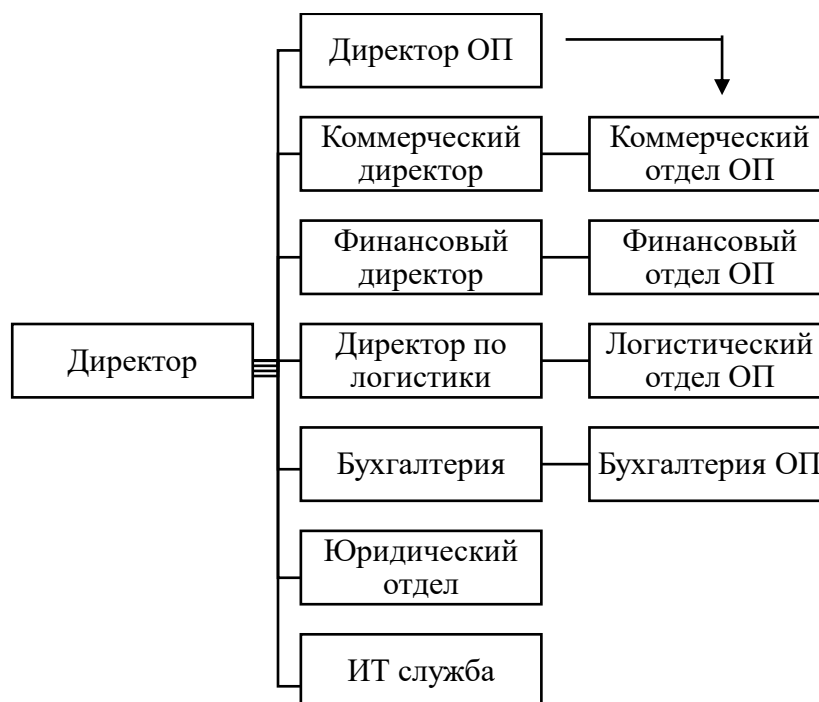 Директор ОП
Коммерческий
директор
Коммерческий
отдел ОП
Финансовый
директор
Финансовый
отдел ОП
Директор
Директор по
логистики
Логистический
отдел ОП
Бухгалтерия
Бухгалтерия ОП
Юридический
отдел
ИТ служба